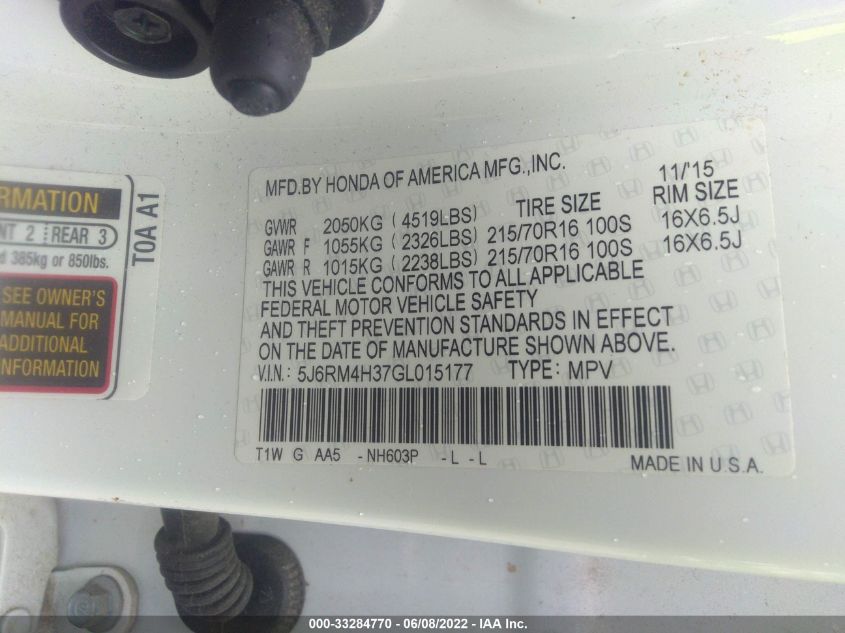 RMATION
NT 2 REAR 3
d 385kg or 850lbs.
SEE OWNER'S
MANUAL FOR
ADDITIONAL
INFORMATION
T0A A1
MFD.BY HONDA OF AMERICA MFG.,INC. 11/'15
TIRE SIZE RIM SIZE
GVWR 2050KG ( 4519LBS)
GAWR F 1055KG ( 2326LBS) 215/70R16 100S 16X6.5J
GAWR R 1015KG ( 2238LBS) 215/70R16 100S 16X6.5J
THIS VEHICLE CONFORMS TO ALL APPLICABLE
FEDERAL MOTOR VEHICLE SAFETY
AND THEFT PREVENTION STANDARDS IN EFFECT
ON THE DATE OF MANUFACTURE SHOWN ABOVE.
V.I.N.: 5J6RM4H37GL015177 TYPE: MPV
T1W G AA5 -NH603P -L -L
MADE IN U.S.A.
000-33284770 - 06/08/2022 - IAA Inc.